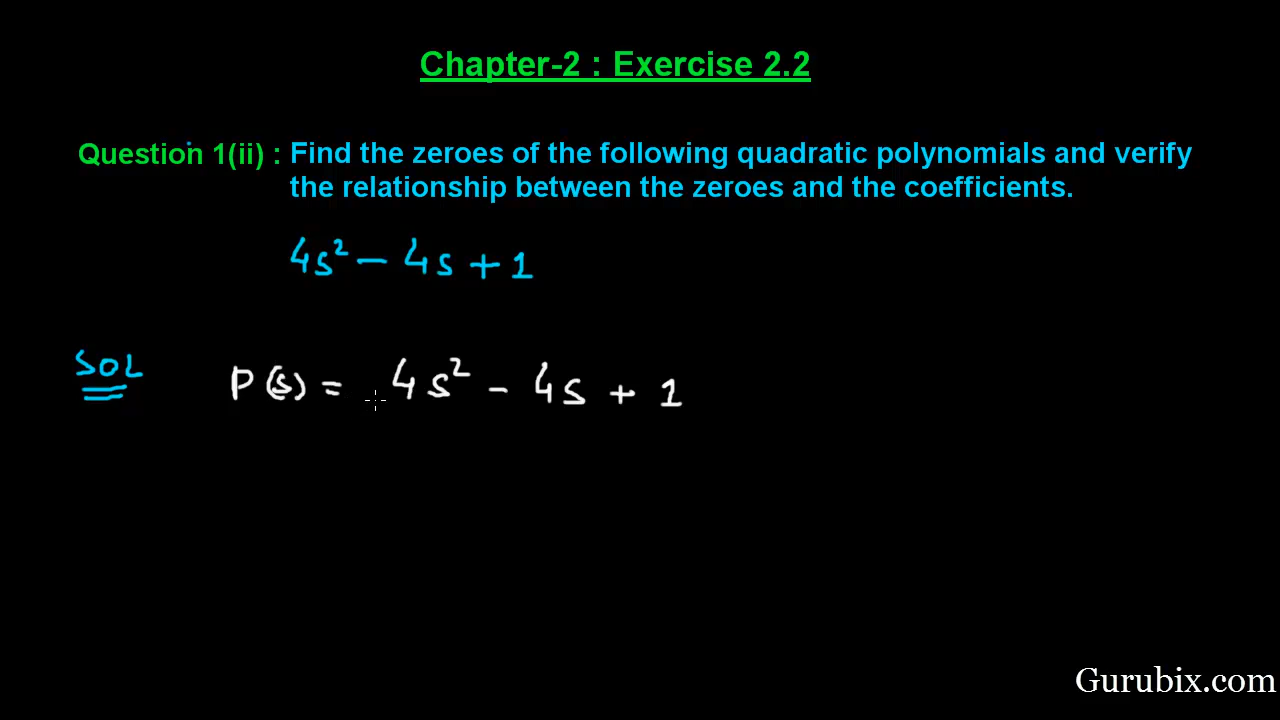 Chapter-2 : Exercise 2.2
Question 1(ii) : Find the zeroes of the following quadratic polynomials and verify
the relationship between the zeroes and the coefficients.
4s² - 4s + 1
SOL P(s) = 4s² - 4s + 1
Gurubix.com